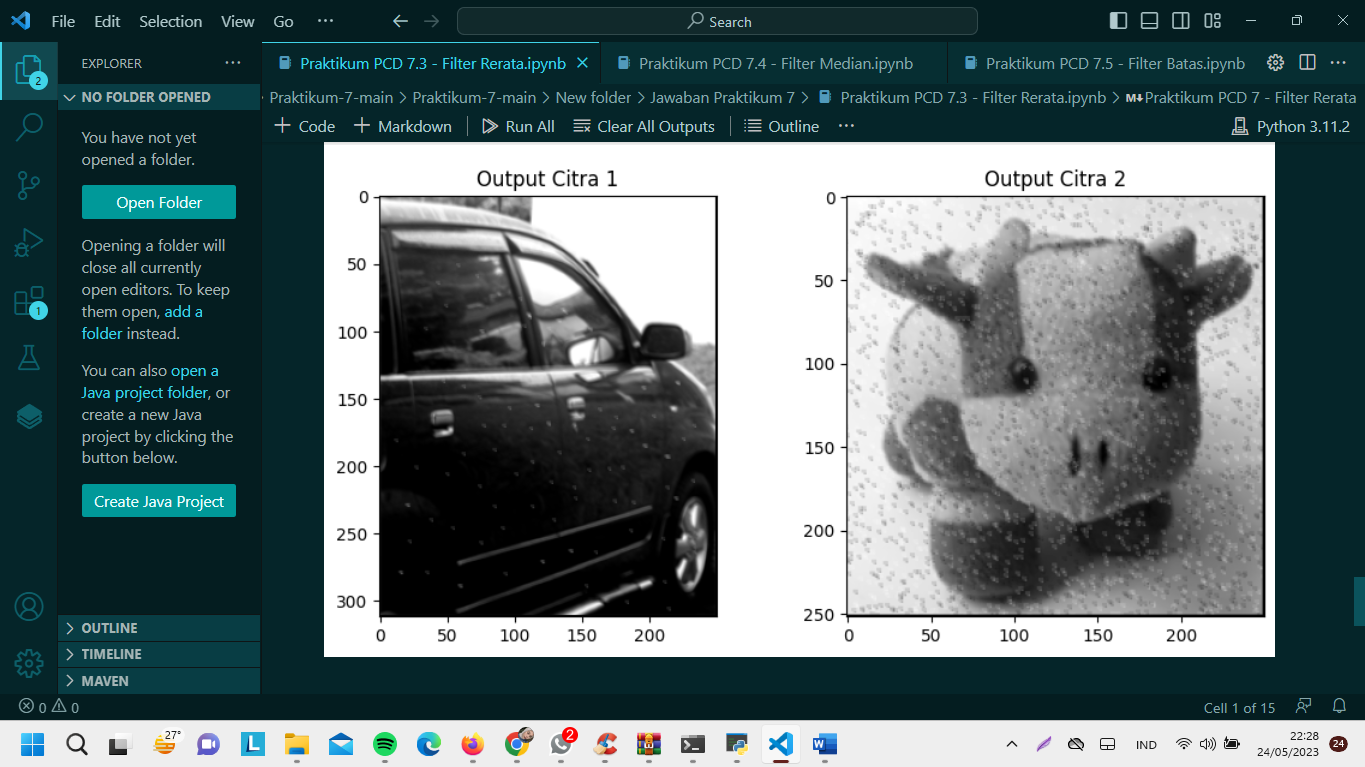 File Edit Selection View Go ··· Search
EXPLORER ···
2
Praktikum PCD 7.3 - Filter Rerata.ipynb Praktikum PCD 7.4 - Filter Median.ipynb Praktikum PCD 7.5 - Filter Batas.ipynb ···
NO FOLDER OPENED
Praktikum-7-main > Praktikum-7-main > New folder > Jawaban Praktikum 7 > Praktikum PCD 7.3 - Filter Rerata.ipynb > M↓Praktikum PCD 7 - Filter Rerata
+ Code + Markdown Run All Clear All Outputs Outline ··· Python 3.11.2
You have not yet
opened a folder.
Open Folder
Opening a folder will
close all currently
open editors. To keep
them open, add a
folder instead.
1
You can also open a
Java project folder, or
create a new Java
project by clicking the
button below.
Create Java Project
OUTLINE
TIMELINE
MAVEN
Output Citra 1
0
50
100
150
200
250
300
0 50 100 150 200
Output Citra 2
0
50
100
150
200
250
0 50 100 150 200
0 0
Cell 1 of 15
27°
L
2
W
IND
22:28
24/05/2023
24